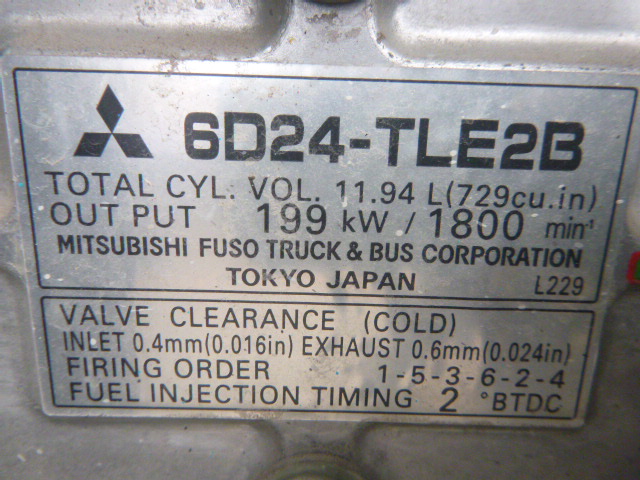 6D24-TLE2B
TOTAL CYL. VOL. 11.94 L(729cu.in)
OUT PUT 199 kW / 1800 min⁻¹
MITSUBISHI FUSO TRUCK & BUS CORPORATION
TOKYO JAPAN L229
VALVE CLEARANCE (COLD)
INLET 0.4mm(0.016in) EXHAUST 0.6mm(0.024in)
FIRING ORDER 1-5-3-6-2-4
FUEL INJECTION TIMING 2 °BTDC